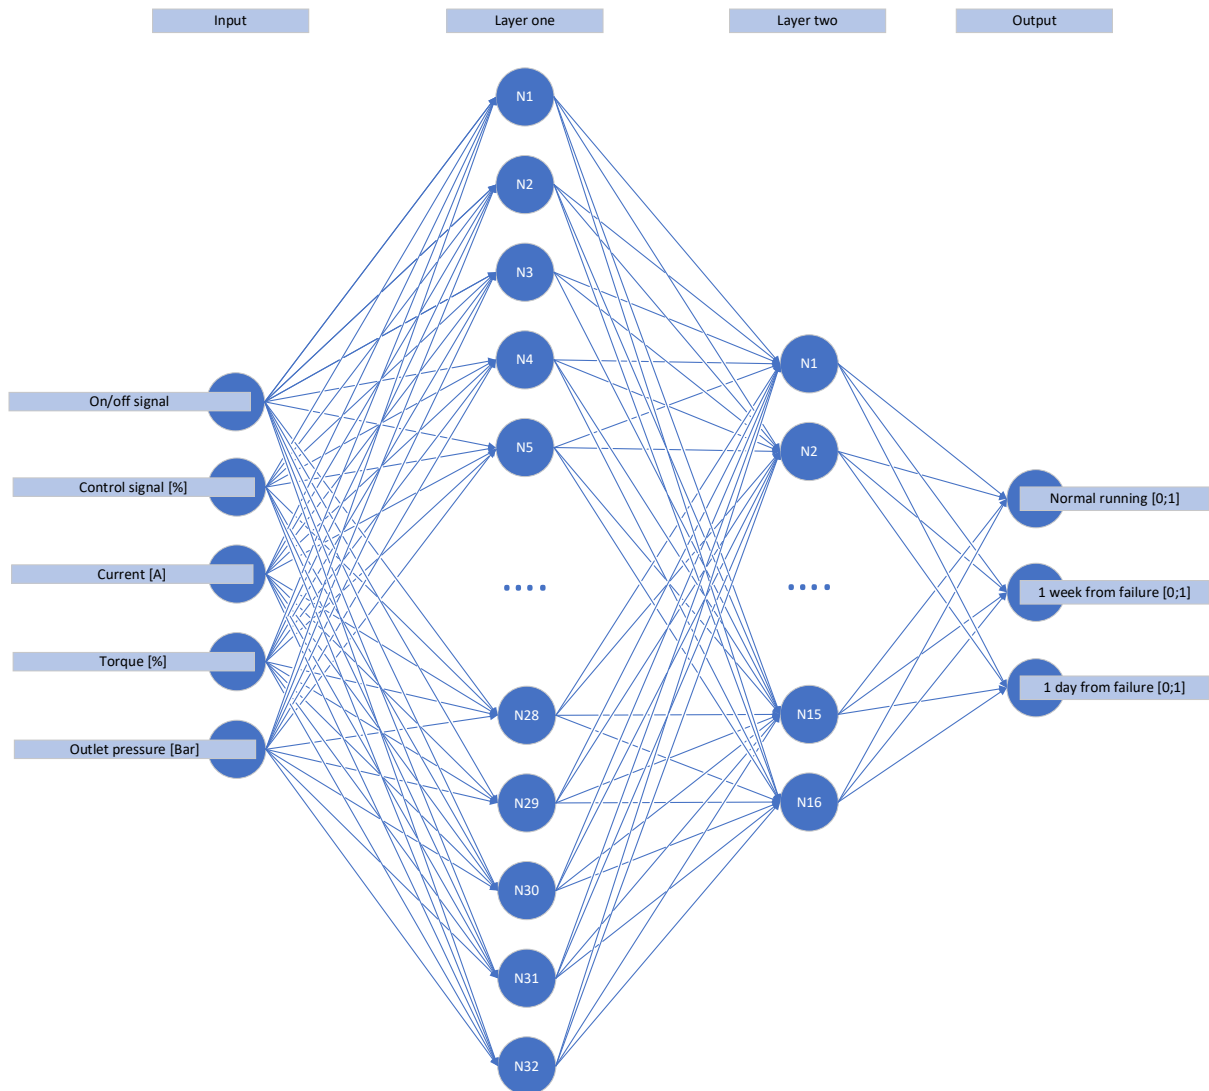 Input
Layer one
Layer two
Output
On/off signal
Control signal [%]
Current [A]
Torque [%]
Outlet pressure [Bar]
N1
N2
N3
N4
N5
....
N28
N29
N30
N31
N32
N1
N2
....
N15
N16
Normal running [0;1]
1 week from failure [0;1]
1 day from failure [0;1]